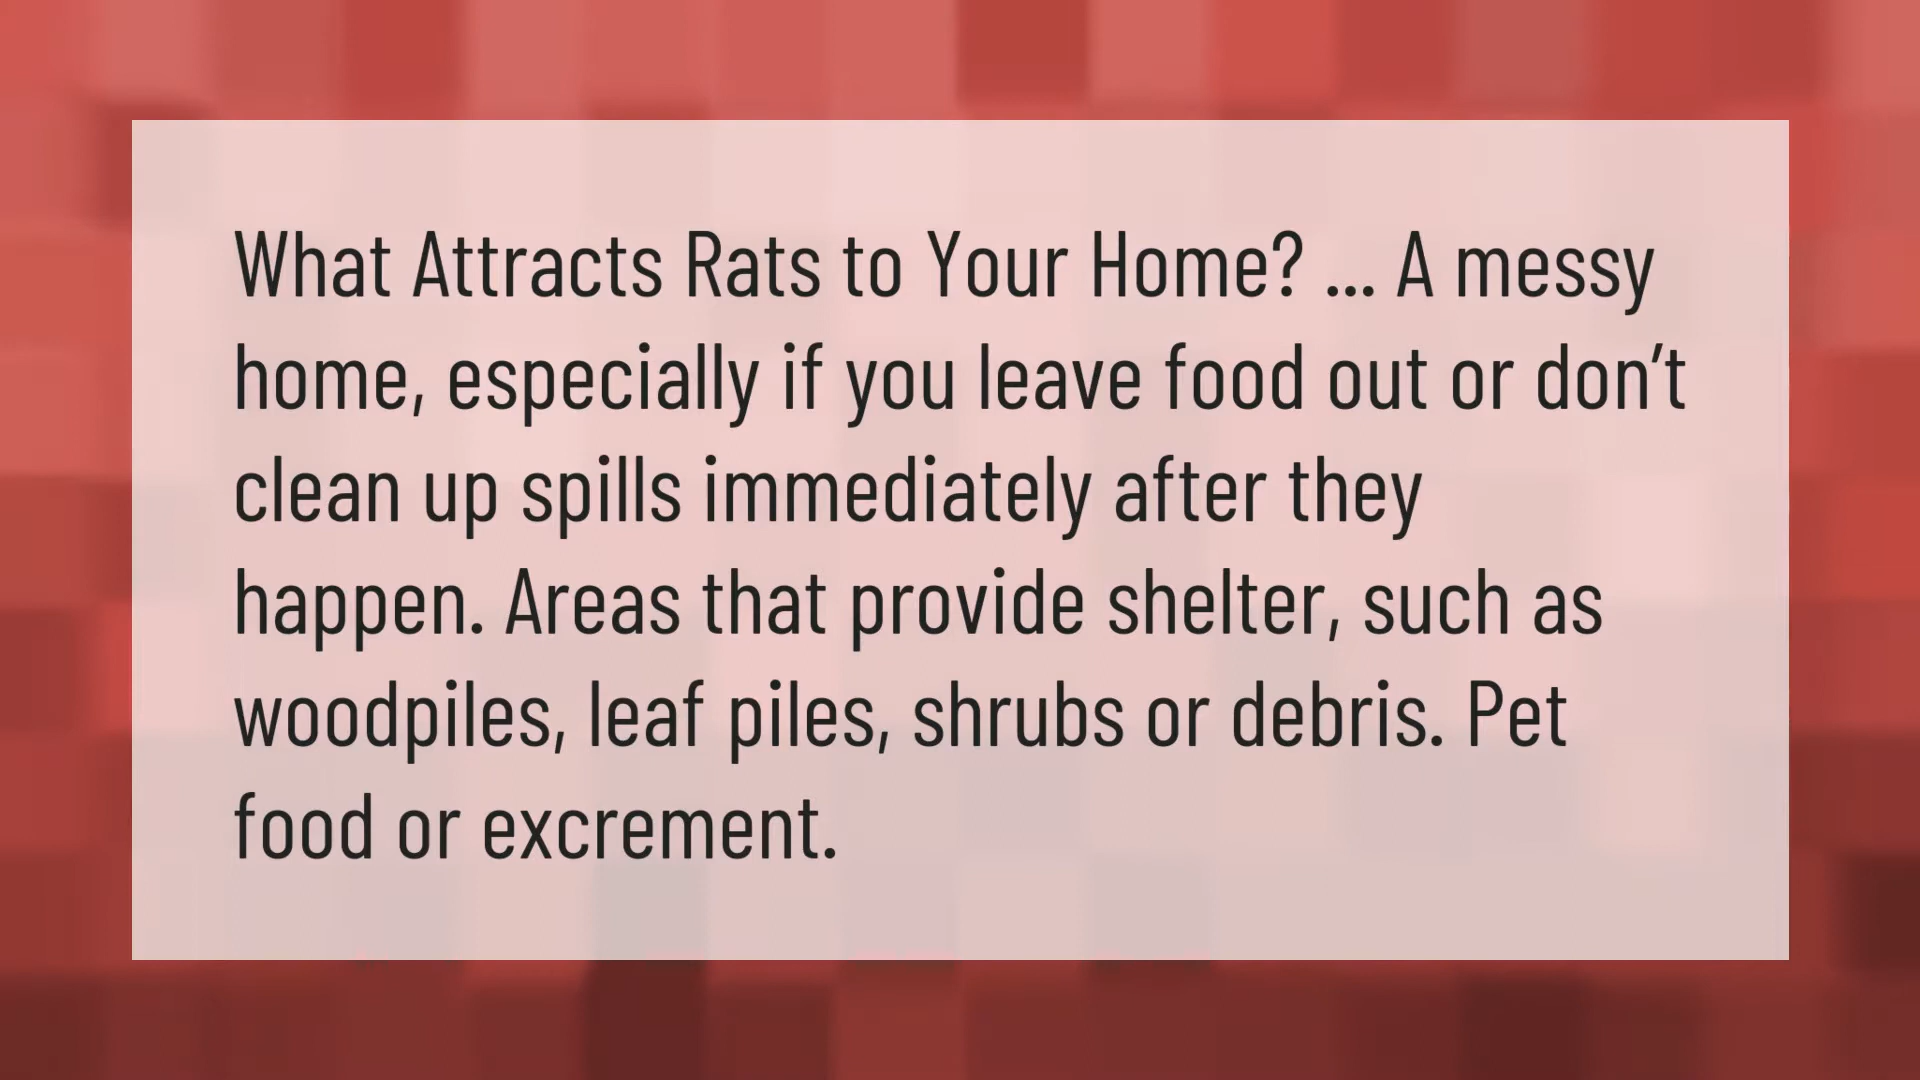 What Attracts Rats to Your Home? ... A messy
home, especially if you leave food out or don’t
clean up spills immediately after they
happen. Areas that provide shelter, such as
woodpiles, leaf piles, shrubs or debris. Pet
food or excrement.